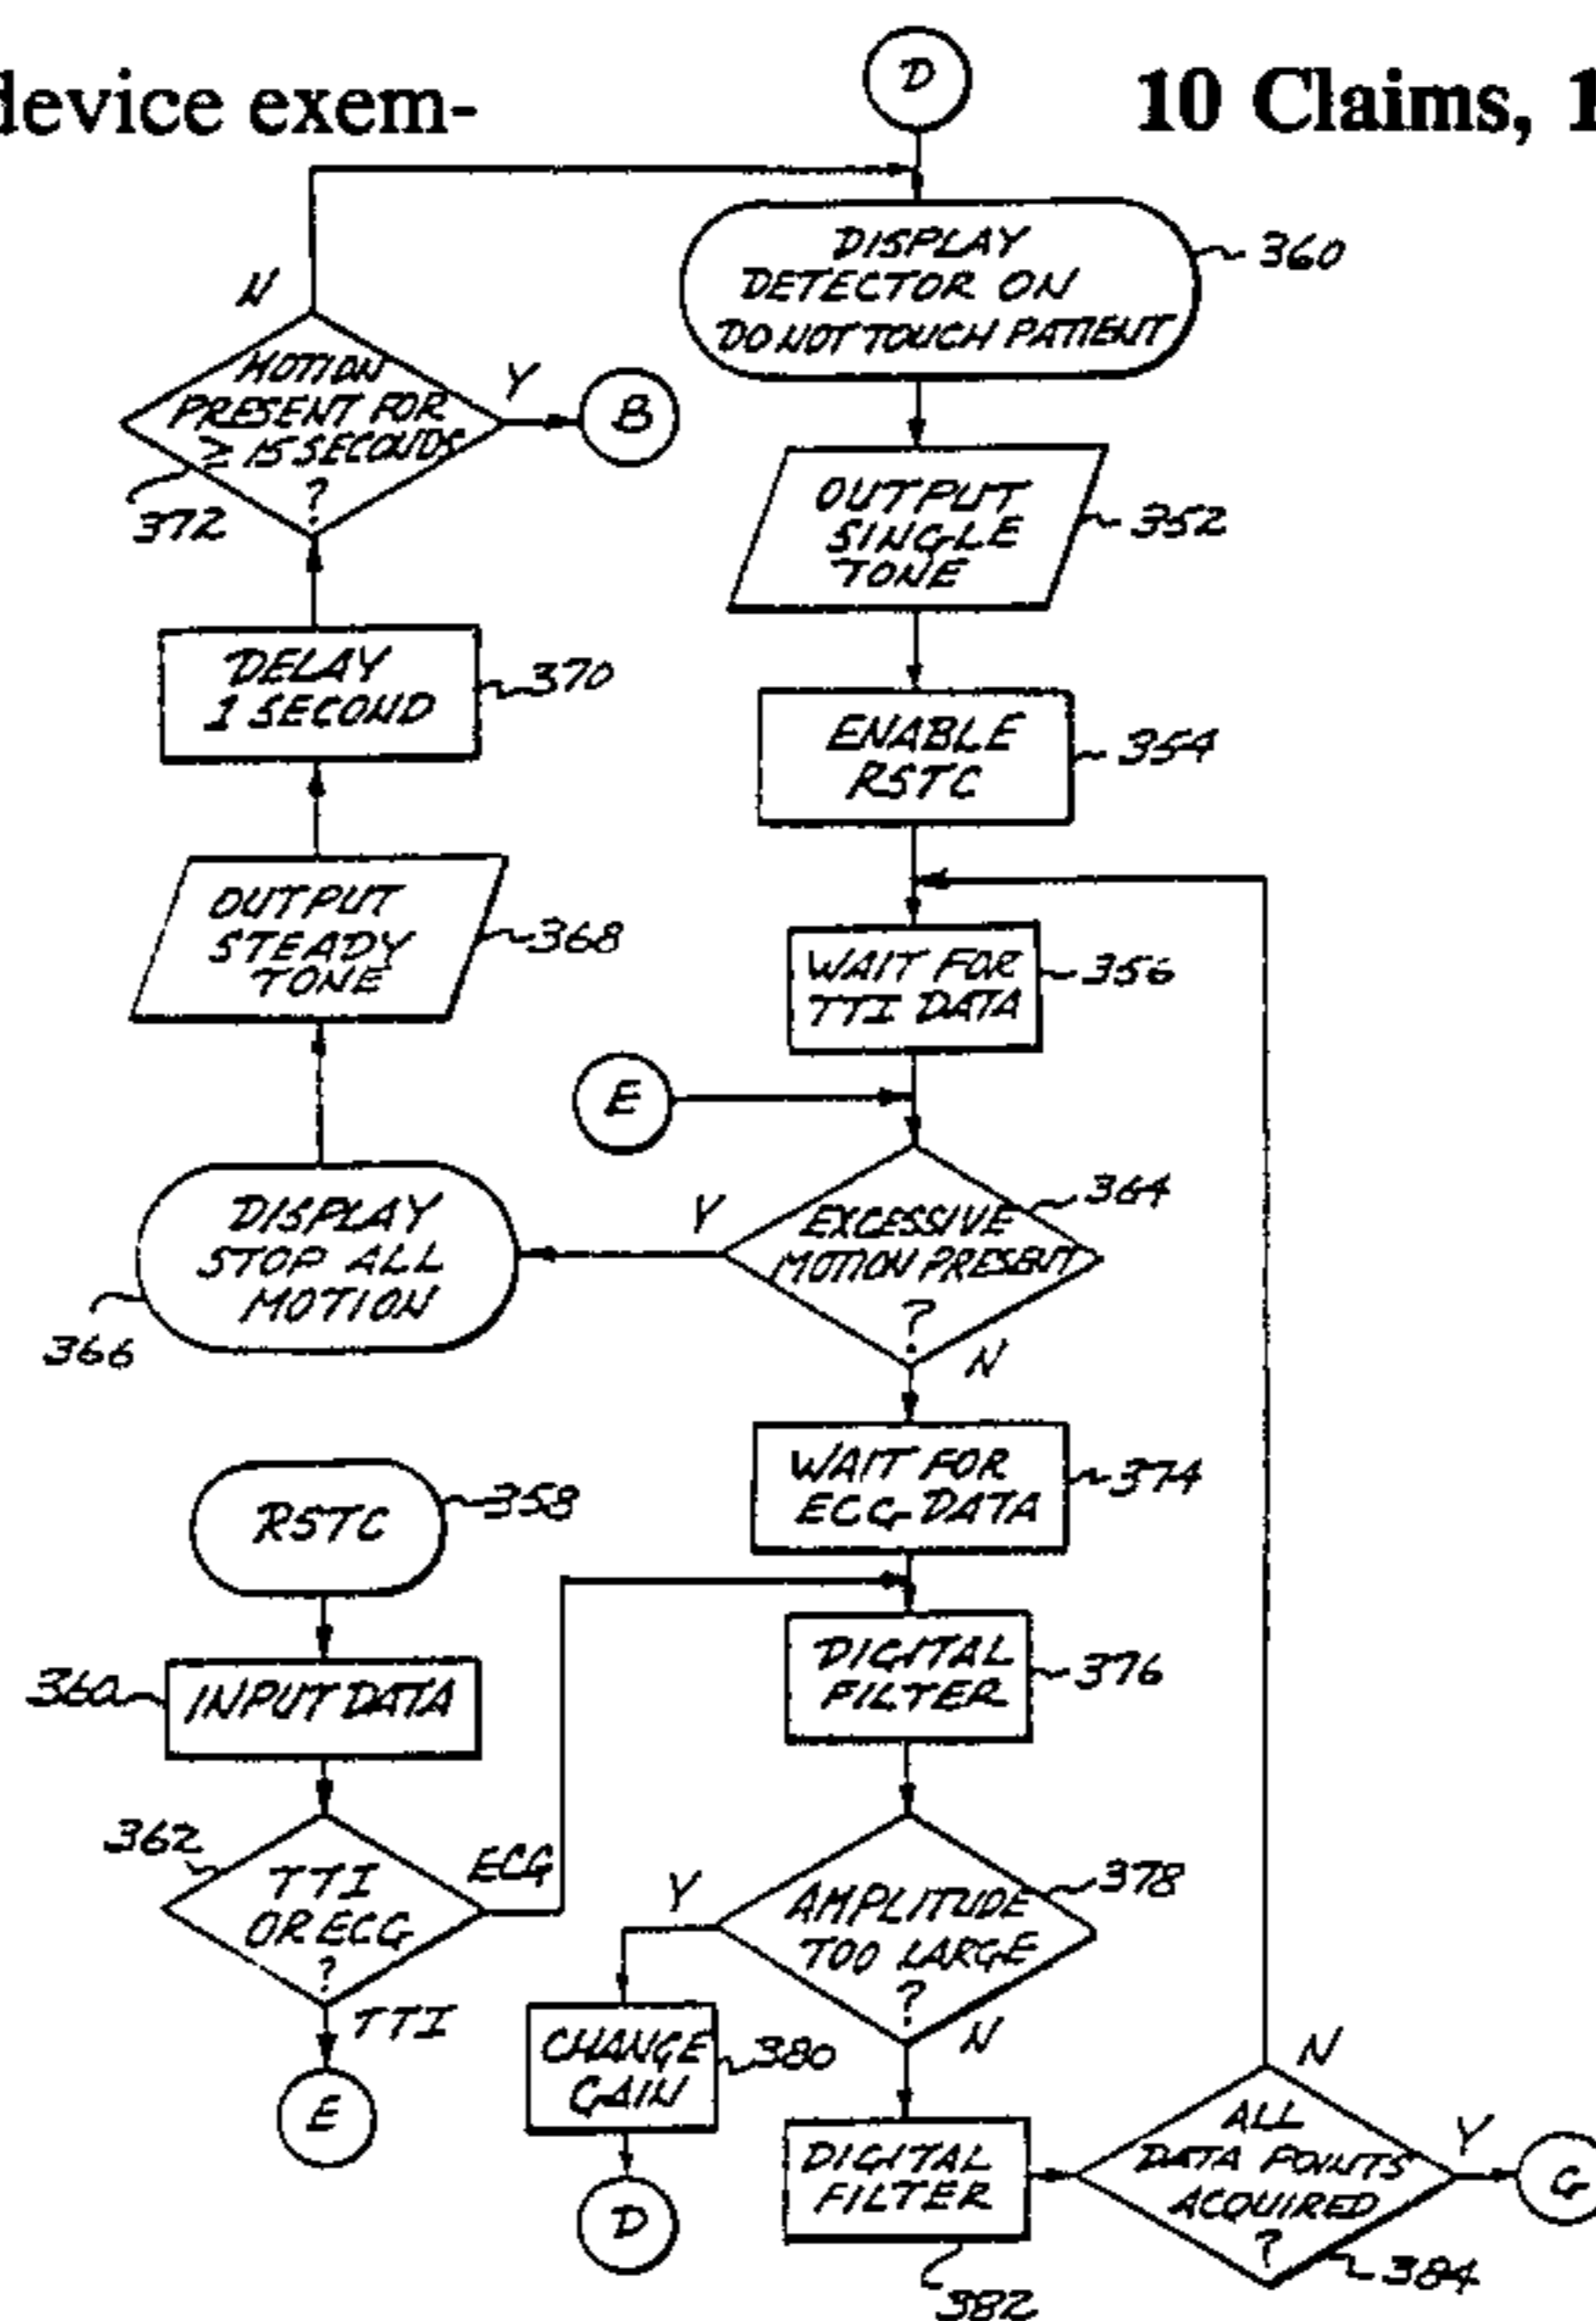 device exem-
10 Claims, 1
D
DISPLAY
DETECTOR ON
DO NOT TOUCH PATIENT
360
N
MOTION
PRESENT FOR
≥ 15 SECONDS
?
372
Y
B
OUTPUT
SINGLE
TONE
352
DELAY
1 SECOND
370
ENABLE
RSTC
354
OUTPUT
STEADY
TONE
368
WAIT FOR
TTI DATA
356
E
EXCESSIVE
MOTION PRESENT
?
364
Y
N
DISPLAY
STOP ALL
MOTION
366
WAIT FOR
ECG DATA
374
RSTC
358
INPUT DATA
360
DIGITAL
FILTER
376
362
TTI
OR ECG
?
ECG
TTI
E
AMPLITUDE
TOO LARGE
?
378
Y
N
CHANGE
GAIN
380
D
DIGITAL
FILTER
382
ALL
DATA POINTS
ACQUIRED
?
384
N
Y
G